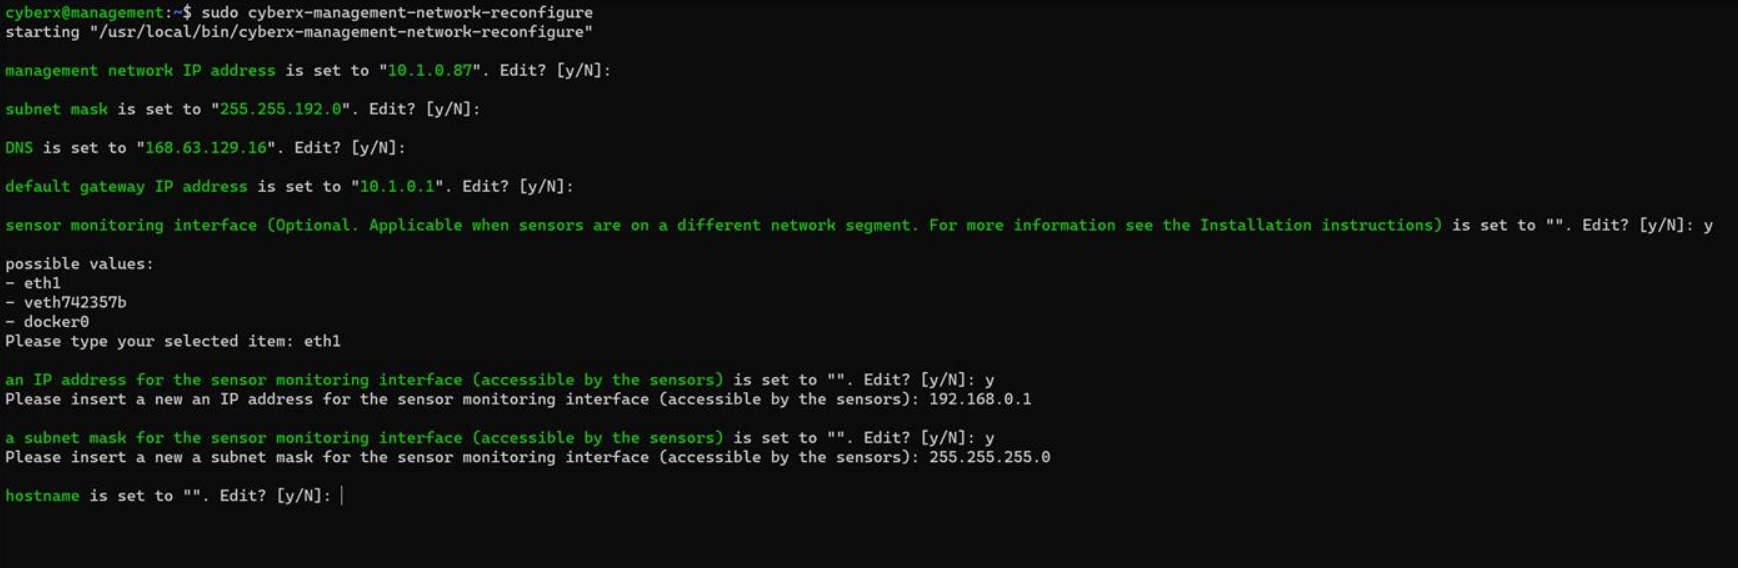 cyberx@management:~$ sudo cyberx-management-network-reconfigure
starting "/usr/local/bin/cyberx-management-network-reconfigure"
management network IP address is set to "10.1.0.87". Edit? [y/N]:
subnet mask is set to "255.255.192.0". Edit? [y/N]:
DNS is set to "168.63.129.16". Edit? [y/N]:
default gateway IP address is set to "10.1.0.1". Edit? [y/N]:
sensor monitoring interface (Optional. Applicable when sensors are on a different network segment. For more information see the Installation instructions) is set to "". Edit? [y/N]: y
possible values:
- eth1
- veth742357b
- docker0
Please type your selected item: eth1
an IP address for the sensor monitoring interface (accessible by the sensors) is set to "". Edit? [y/N]: y
Please insert a new an IP address for the sensor monitoring interface (accessible by the sensors): 192.168.0.1
a subnet mask for the sensor monitoring interface (accessible by the sensors) is set to "". Edit? [y/N]: y
Please insert a new a subnet mask for the sensor monitoring interface (accessible by the sensors): 255.255.255.0
hostname is set to "". Edit? [y/N]: